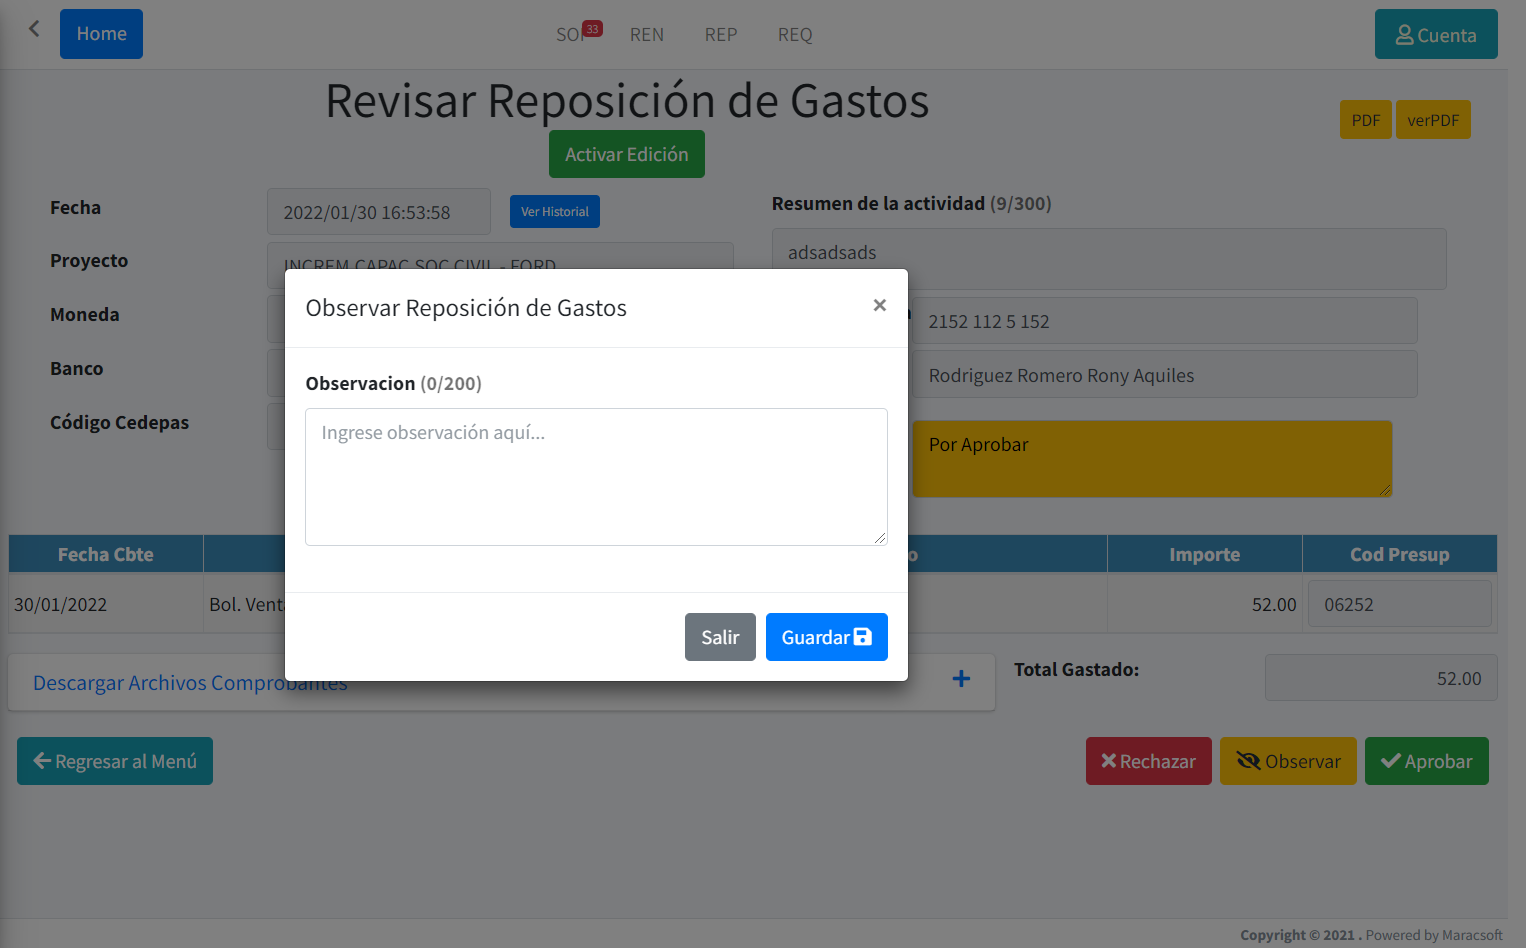 Home
33
REN
REP
REQ
Cuenta
Revisar Reposición de Gastos
PDF
verPDF
Activar Edición
Fecha
2022/01/30 16:53:58
Ver Historial
Resumen de la actividad (9/300)
adsadsads
Proyecto
INCREM CAPAC SOC CIVIL - FORD
Moneda
2152 112 5 152
Banco
Rodriguez Romero Rony Aquiles
Código Cedepas
Por Aprobar
Observar Reposición de Gastos
×
Observacion (0/200)
Ingrese observación aquí...
Salir
Guardar
Fecha Cbte
Importe
Cod Presup
30/01/2022
Bol. Venta
52.00
06252
Descargar Archivos Comprobantes
Total Gastado:
52.00
Regresar al Menú
Rechazar
Observar
Aprobar
Copyright © 2021 . Powered by Maracsoft